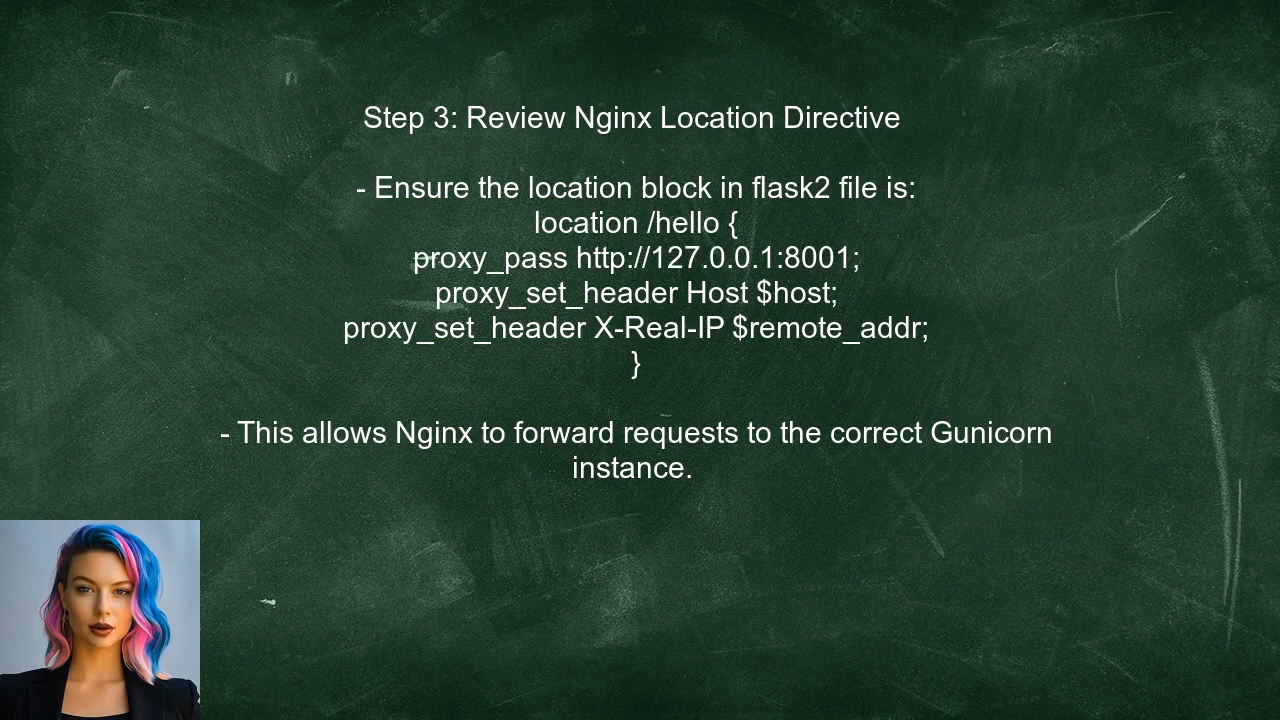 Step 3: Review Nginx Location Directive
- Ensure the location block in flask2 file is:
location /hello {
proxy_pass http://127.0.0.1:8001;
proxy_set_header Host $host;
proxy_set_header X-Real-IP $remote_addr;
}
- This allows Nginx to forward requests to the correct Gunicorn
instance.